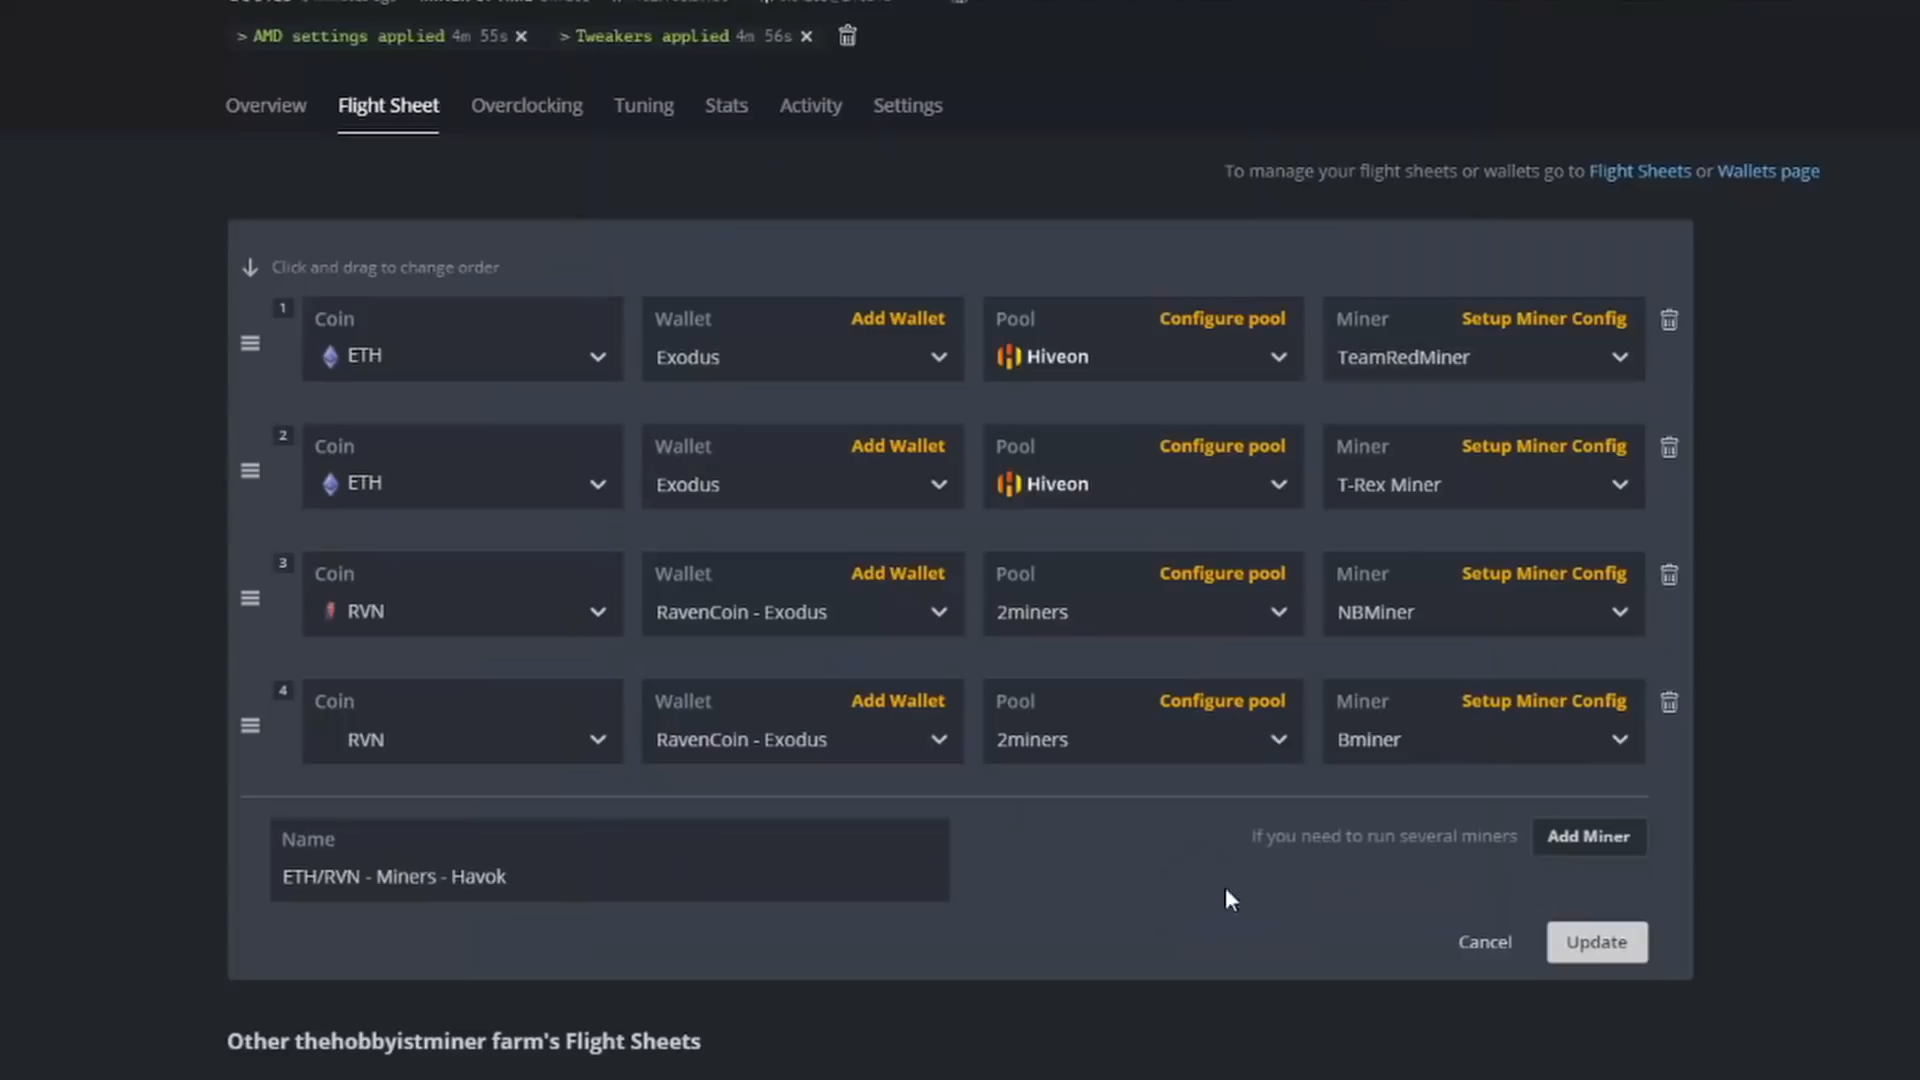 > AMD settings applied 4m 55s × > Tweakers applied 4m 56s ×
Overview Flight Sheet Overclocking Tuning Stats Activity Settings
To manage your flight sheets or wallets go to Flight Sheets or Wallets page
Click and drag to change order
1 Coin Wallet Add Wallet Pool Configure pool Miner Setup Miner Config
ETH Exodus Hiveon TeamRedMiner
2 Coin Wallet Add Wallet Pool Configure pool Miner Setup Miner Config
ETH Exodus Hiveon T-Rex Miner
3 Coin Wallet Add Wallet Pool Configure pool Miner Setup Miner Config
RVN RavenCoin - Exodus 2miners NBMiner
4 Coin Wallet Add Wallet Pool Configure pool Miner Setup Miner Config
RVN RavenCoin - Exodus 2miners Bminer
Name
ETH/RVN - Miners - Havok
If you need to run several miners Add Miner
Cancel Update
Other thehobbyistminer farm's Flight Sheets